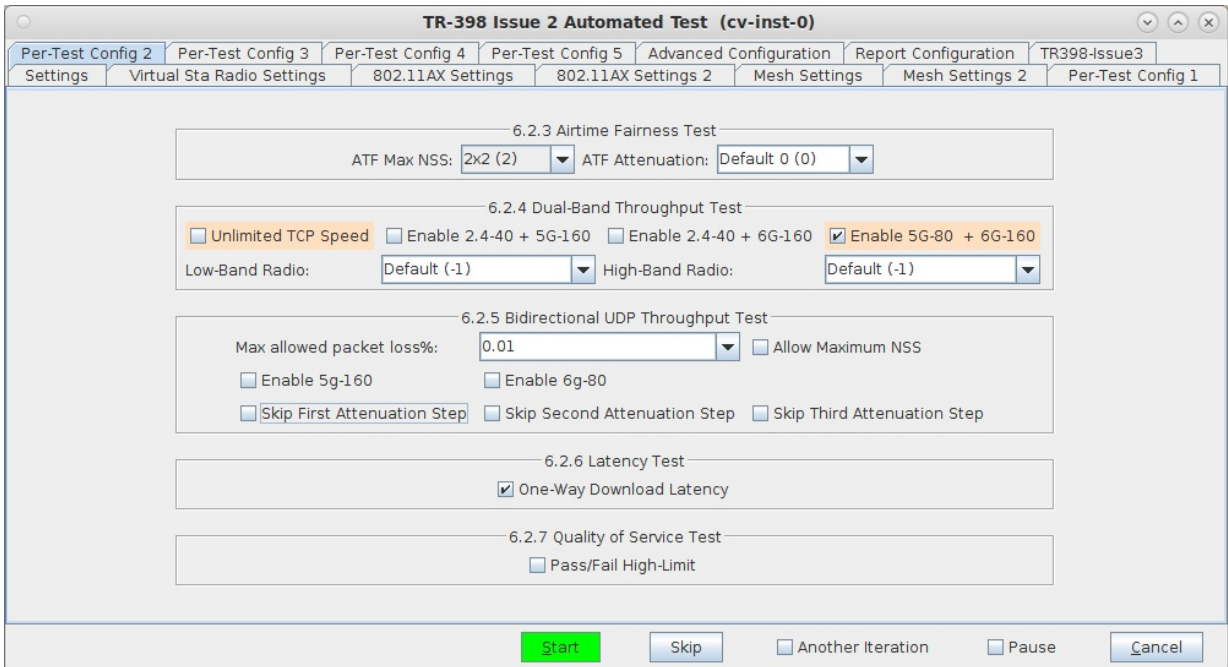 TR-398 Issue 2 Automated Test  (cv-inst-0)
Per-Test Config 2 Per-Test Config 3 Per-Test Config 4 Per-Test Config 5 Advanced Configuration Report Configuration TR398-Issue3
Settings Virtual Sta Radio Settings 802.11AX Settings 802.11AX Settings 2 Mesh Settings Mesh Settings 2 Per-Test Config 1
6.2.3 Airtime Fairness Test
ATF Max NSS: 2x2 (2) ATF Attenuation: Default 0 (0)
6.2.4 Dual-Band Throughput Test
Unlimited TCP Speed Enable 2.4-40 + 5G-160 Enable 2.4-40 + 6G-160 Enable 5G-80  + 6G-160
Low-Band Radio: Default (-1) High-Band Radio: Default (-1)
6.2.5 Bidirectional UDP Throughput Test
Max allowed packet loss%: 0.01 Allow Maximum NSS
Enable 5g-160 Enable 6g-80
Skip First Attenuation Step Skip Second Attenuation Step Skip Third Attenuation Step
6.2.6 Latency Test
One-Way Download Latency
6.2.7 Quality of Service Test
Pass/Fail High-Limit
Start Skip Another Iteration Pause Cancel